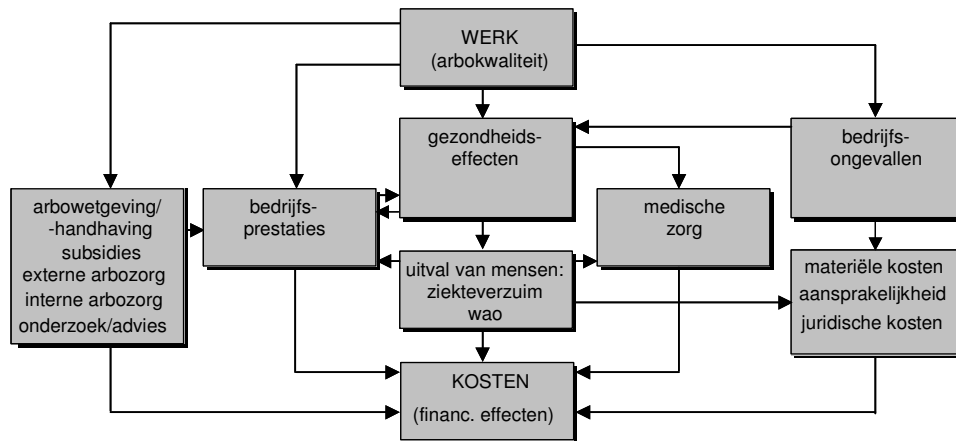 WERK
(arbokwaliteit)
gezondheids-
effecten
bedrijfs-
ongevallen
arbowetgeving/
-handhaving
subsidies
externe arbozorg
interne arbozorg
onderzoek/advies
bedrijfs-
prestaties
medische
zorg
uitval van mensen:
ziekteverzuim
wao
materiële kosten
aansprakelijkheid
juridische kosten
KOSTEN
(financ. effecten)